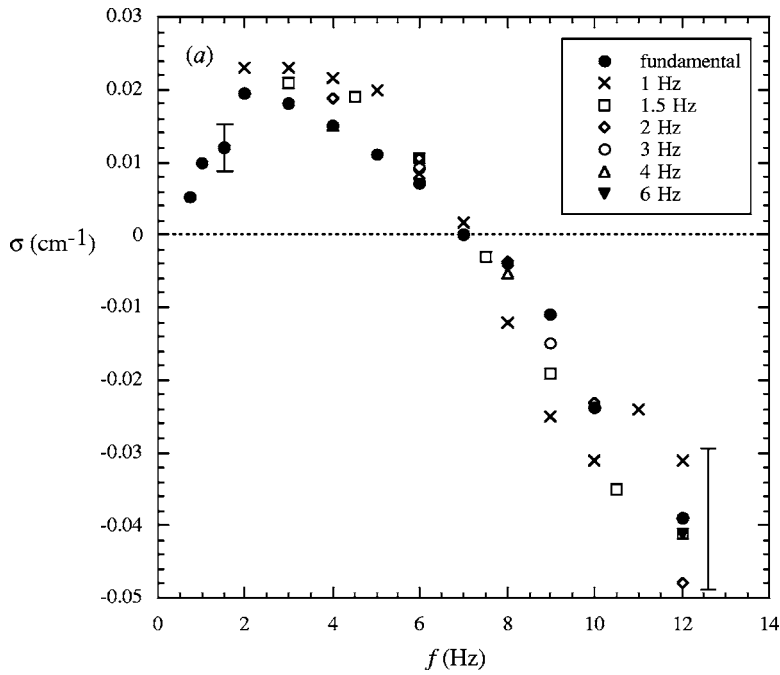 (a)
fundamental
1 Hz
1.5 Hz
2 Hz
3 Hz
4 Hz
6 Hz
0.03
0.02
0.01
0
-0.01
-0.02
-0.03
-0.04
-0.05
σ (cm⁻¹)
0 2 4 6 8 10 12 14
f (Hz)